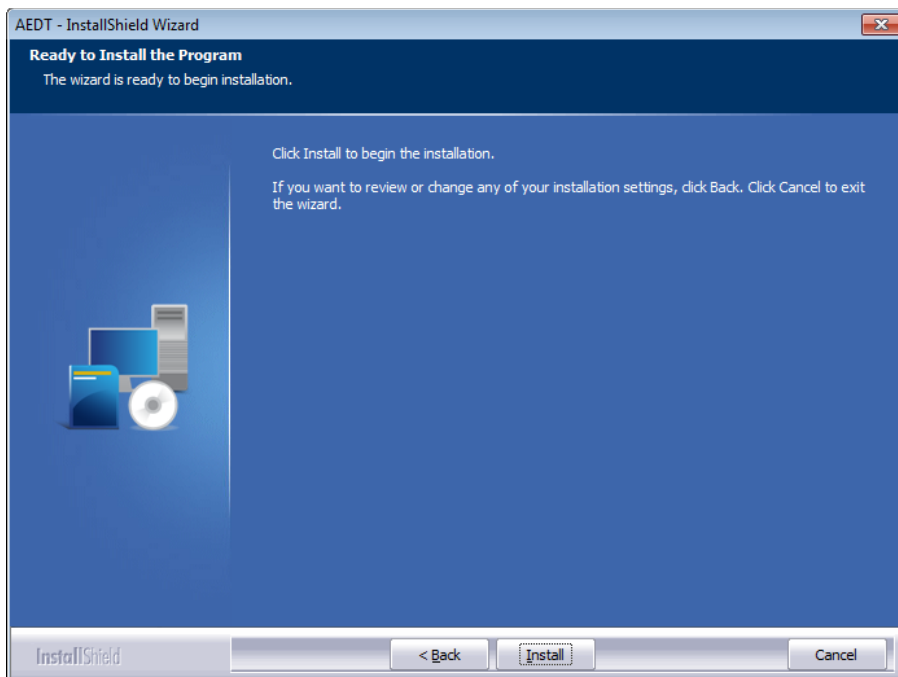 AEDT - InstallShield Wizard
Ready to Install the Program
The wizard is ready to begin installation.
Click Install to begin the installation.
If you want to review or change any of your installation settings, click Back. Click Cancel to exit
the wizard.
InstallShield
< Back
Install
Cancel